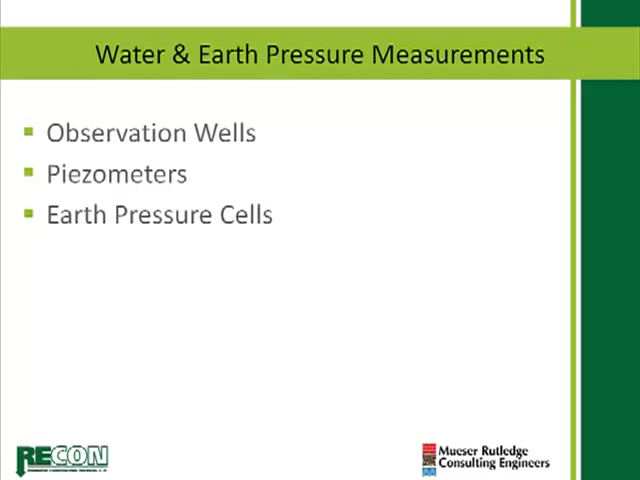 Water & Earth Pressure Measurements
Observation Wells
Piezometers
Earth Pressure Cells
RECON
Mueser Rutledge
Consulting Engineers